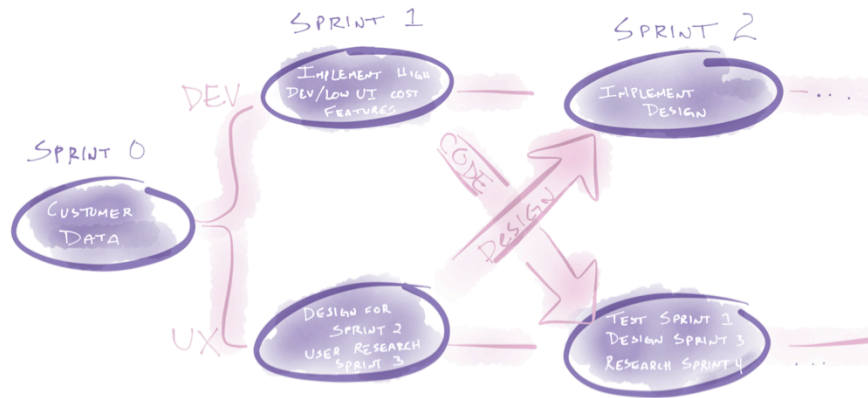 SPRINT 0
CUSTOMER
DATA
DEV
UX
SPRINT 1
IMPLEMENT HIGH
DEV/LOW UI COST
FEATURES
DESIGN FOR
SPRINT 2
USER RESEARCH
SPRINT 3
CODE
DESIGN
SPRINT 2
IMPLEMENT
DESIGN
....
TEST SPRINT 1
DESIGN SPRINT 3
RESEARCH SPRINT 4
....